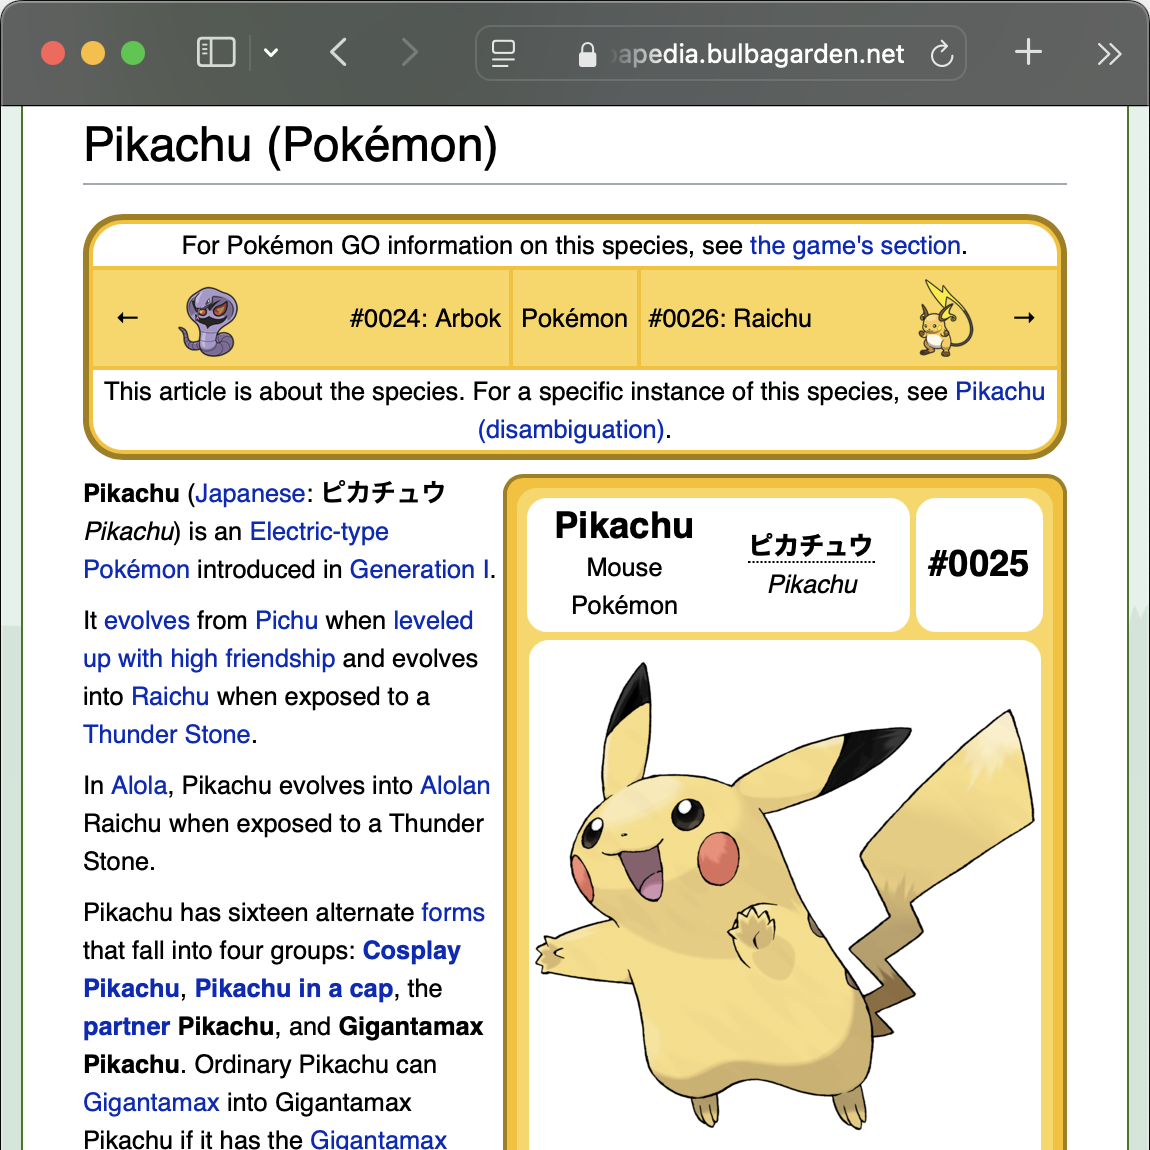 apedia.bulbagarden.net
Pikachu (Pokémon)
For Pokémon GO information on this species, see the game's section.
← #0024: Arbok Pokémon #0026: Raichu →
This article is about the species. For a specific instance of this species, see Pikachu
(disambiguation).
Pikachu (Japanese: ピカチュウ
Pikachu) is an Electric-type
Pokémon introduced in Generation I.
It evolves from Pichu when leveled
up with high friendship and evolves
into Raichu when exposed to a
Thunder Stone.
In Alola, Pikachu evolves into Alolan
Raichu when exposed to a Thunder
Stone.
Pikachu has sixteen alternate forms
that fall into four groups: Cosplay
Pikachu, Pikachu in a cap, the
partner Pikachu, and Gigantamax
Pikachu. Ordinary Pikachu can
Gigantamax into Gigantamax
Pikachu if it has the Gigantamax
Pikachu
Mouse
Pokémon
ピカチュウ
Pikachu
#0025